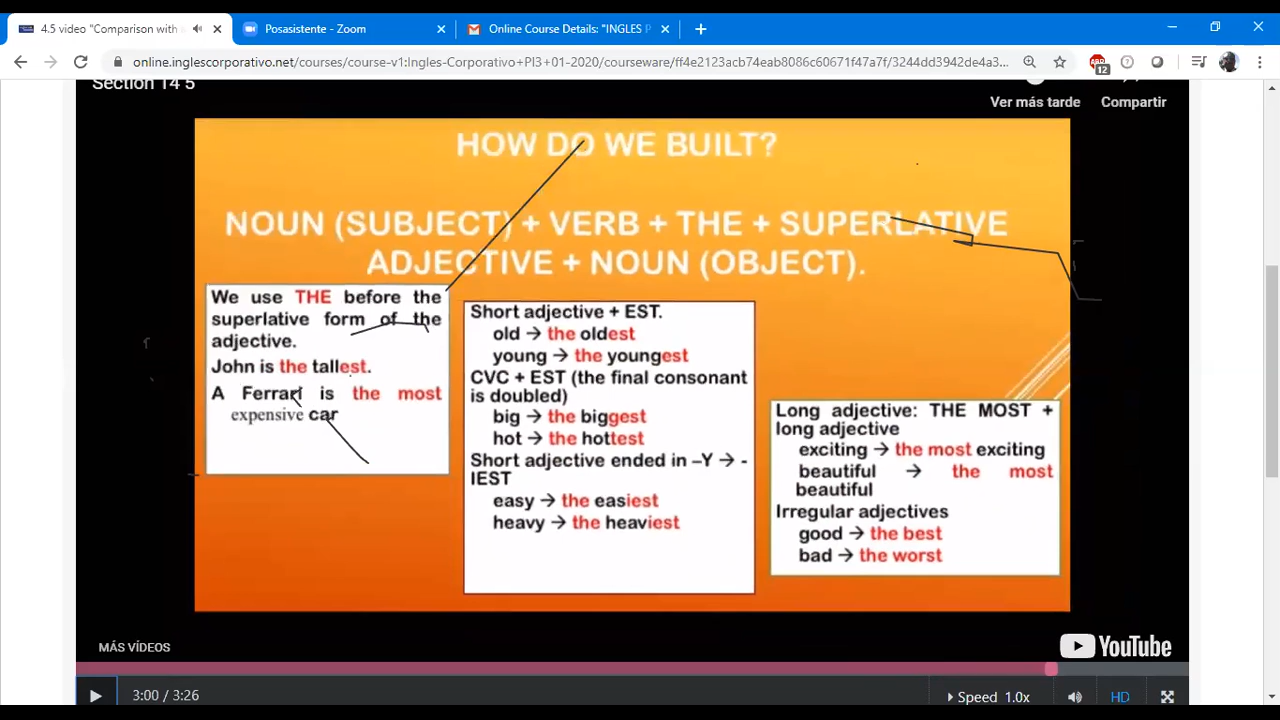 4.5 video "Comparison with
Posasistente - Zoom
Online Course Details: "INGLES P
online.inglescorporativo.net/courses/course-v1:Ingles-Corporativo+PI3+01-2020/courseware/ff4e2123acb74eab8086c60671f47a7f/3244dd3942de4a3...
12
Section 14 5
Ver más tarde
Compartir
HOW DO WE BUILT?
NOUN (SUBJECT) + VERB + THE + SUPERLATIVE
ADJECTIVE + NOUN (OBJECT).
We use THE before the
superlative form of the
adjective.
John is the tallest.
A Ferrari is the most
expensive car
Short adjective + EST.
old → the oldest
young → the youngest
CVC + EST (the final consonant
is doubled)
big → the biggest
hot → the hottest
Short adjective ended in –Y → -
IEST
easy → the easiest
heavy → the heaviest
Long adjective: THE MOST +
long adjective
exciting → the most exciting
beautiful → the most
beautiful
Irregular adjectives
good → the best
bad → the worst
MÁS VÍDEOS
YouTube
3:00 / 3:26
Speed 1.0x
HD